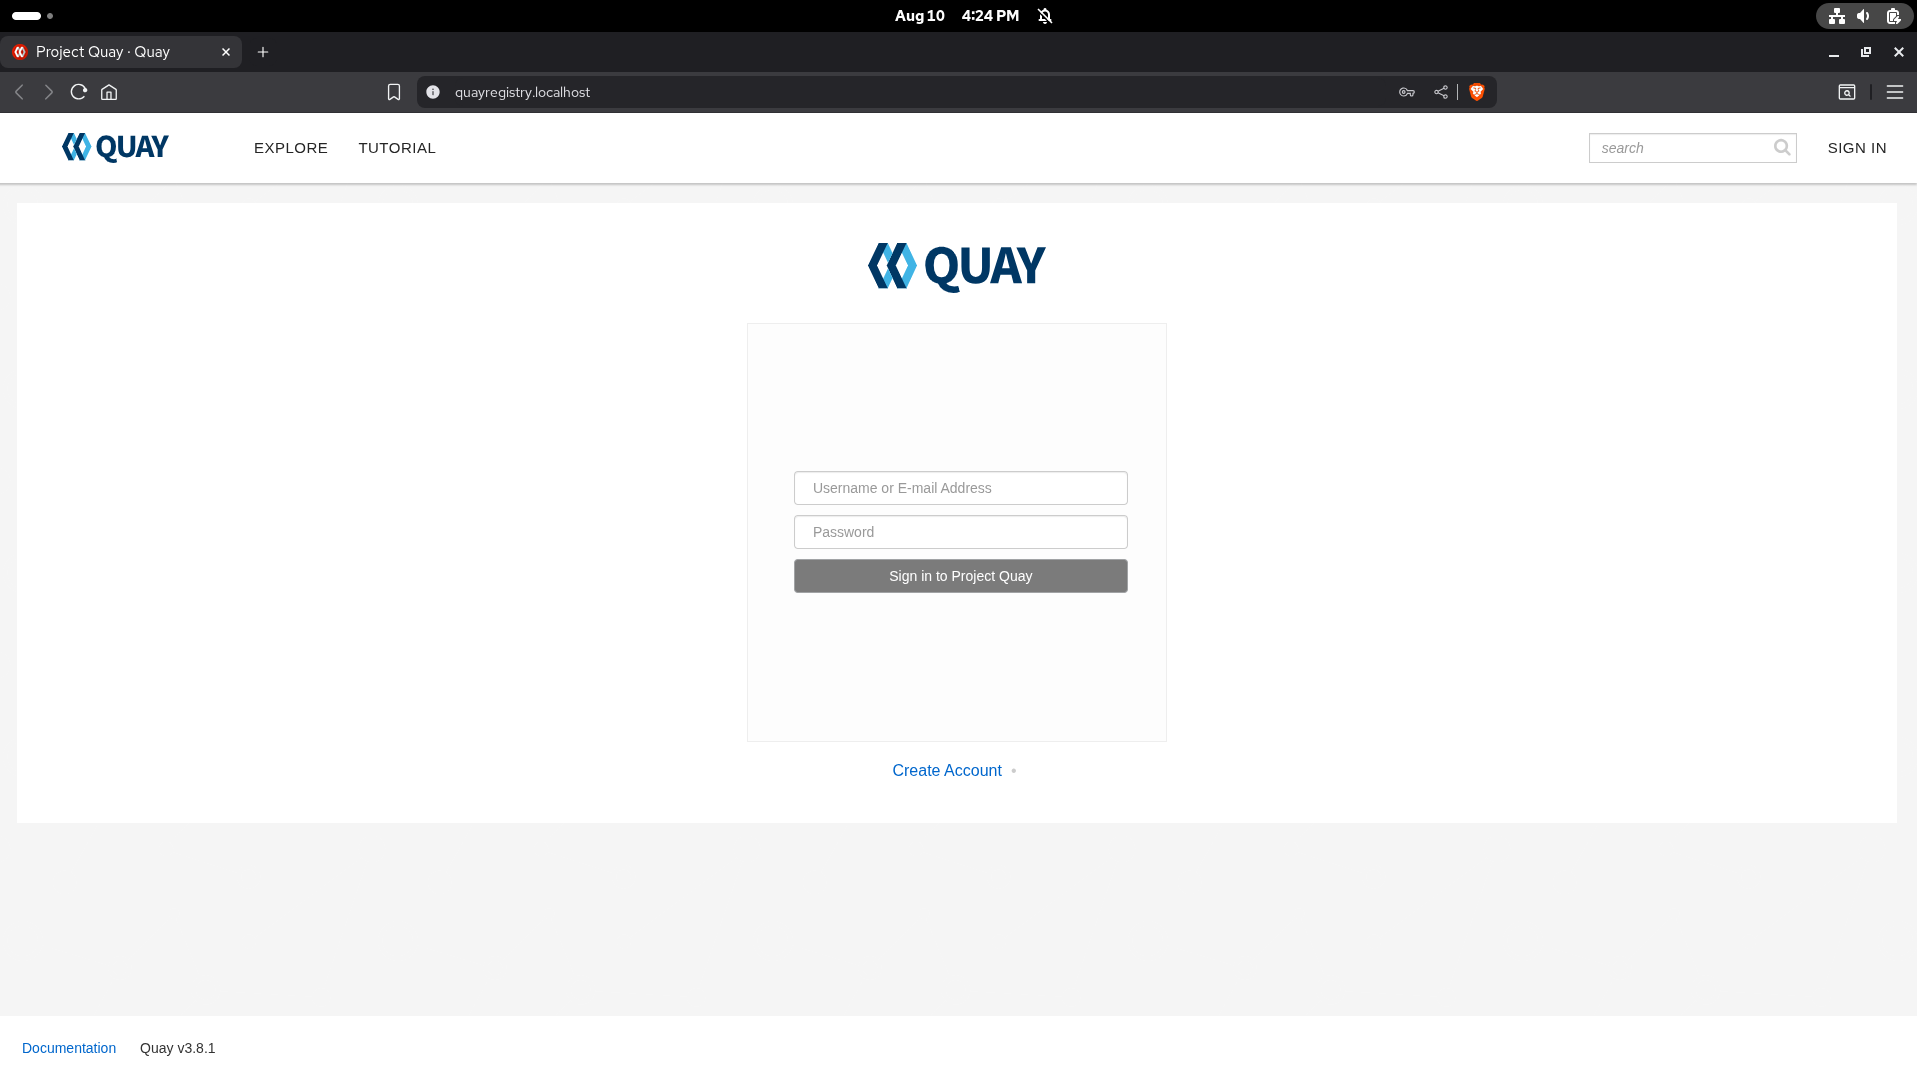 Aug 10 4:24 PM
Project Quay · Quay
quayregistry.localhost
QUAY EXPLORE TUTORIAL search SIGN IN
QUAY
Username or E-mail Address
Password
Sign in to Project Quay
Create Account
Documentation Quay v3.8.1